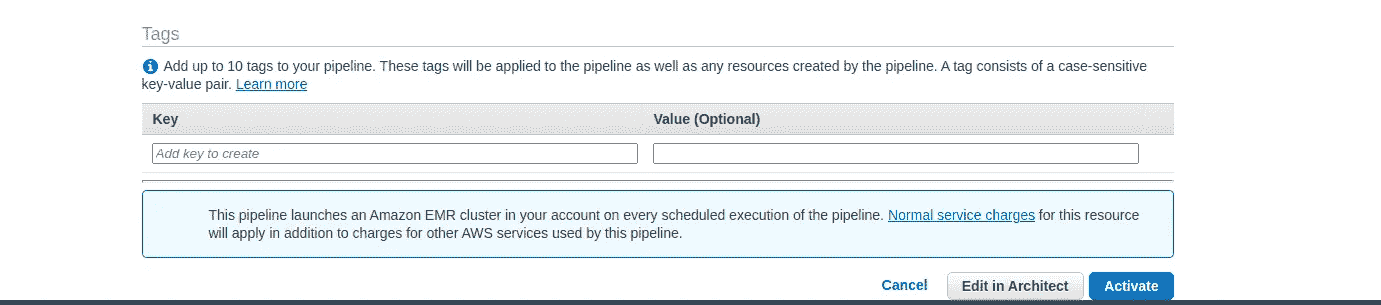 Tags
Add up to 10 tags to your pipeline. These tags will be applied to the pipeline as well as any resources created by the pipeline. A tag consists of a case-sensitive
key-value pair. Learn more
Key Value (Optional)
Add key to create
This pipeline launches an Amazon EMR cluster in your account on every scheduled execution of the pipeline. Normal service charges for this resource
will apply in addition to charges for other AWS services used by this pipeline.
Cancel Edit in Architect Activate